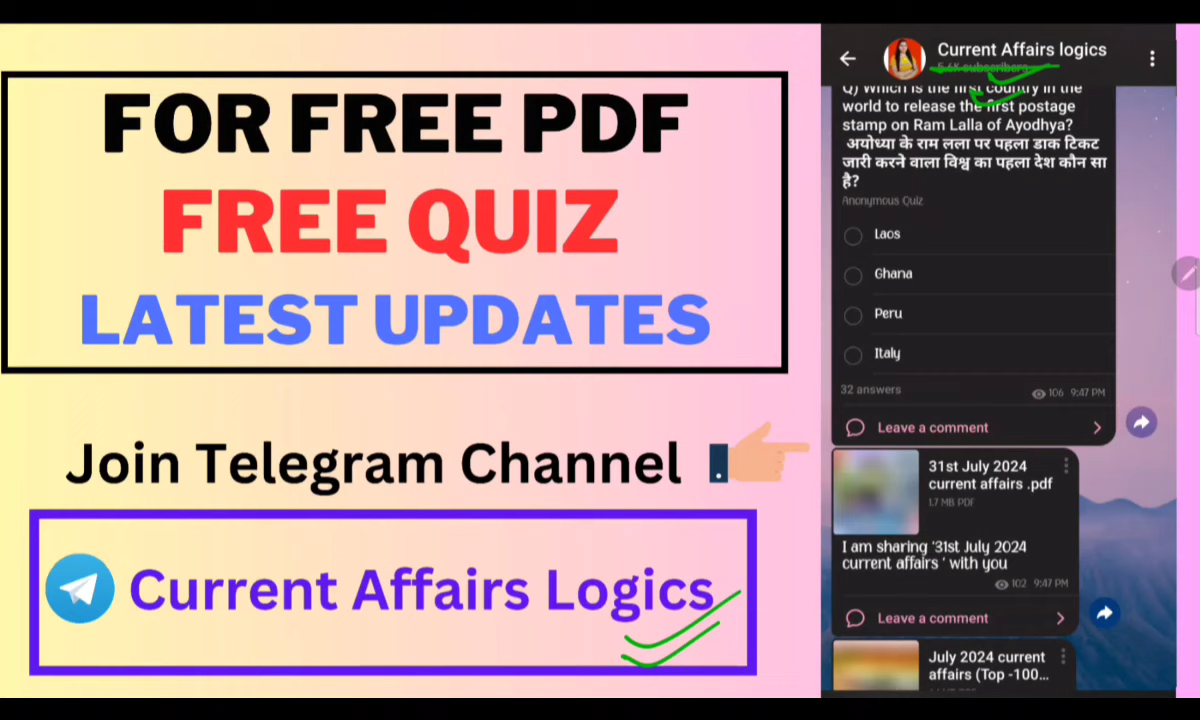 FOR FREE PDF
FREE QUIZ
LATEST UPDATES
Join Telegram Channel
Current Affairs Logics
Current Affairs logics
5.6K subscribers
Q) Which is the first country in the
world to release the first postage
stamp on Ram Lalla of Ayodhya?
अयोध्या के राम लला पर पहला डाक टिकट
जारी करने वाला विश्व का पहला देश कौन सा
है?
Anonymous Quiz
Laos
Ghana
Peru
Italy
32 answers
106 9:47 PM
Leave a comment
31st July 2024
current affairs .pdf
1.7 MB PDF
I am sharing '31st July 2024
current affairs ' with you
102 9:47 PM
Leave a comment
July 2024 current
affairs (Top -100...